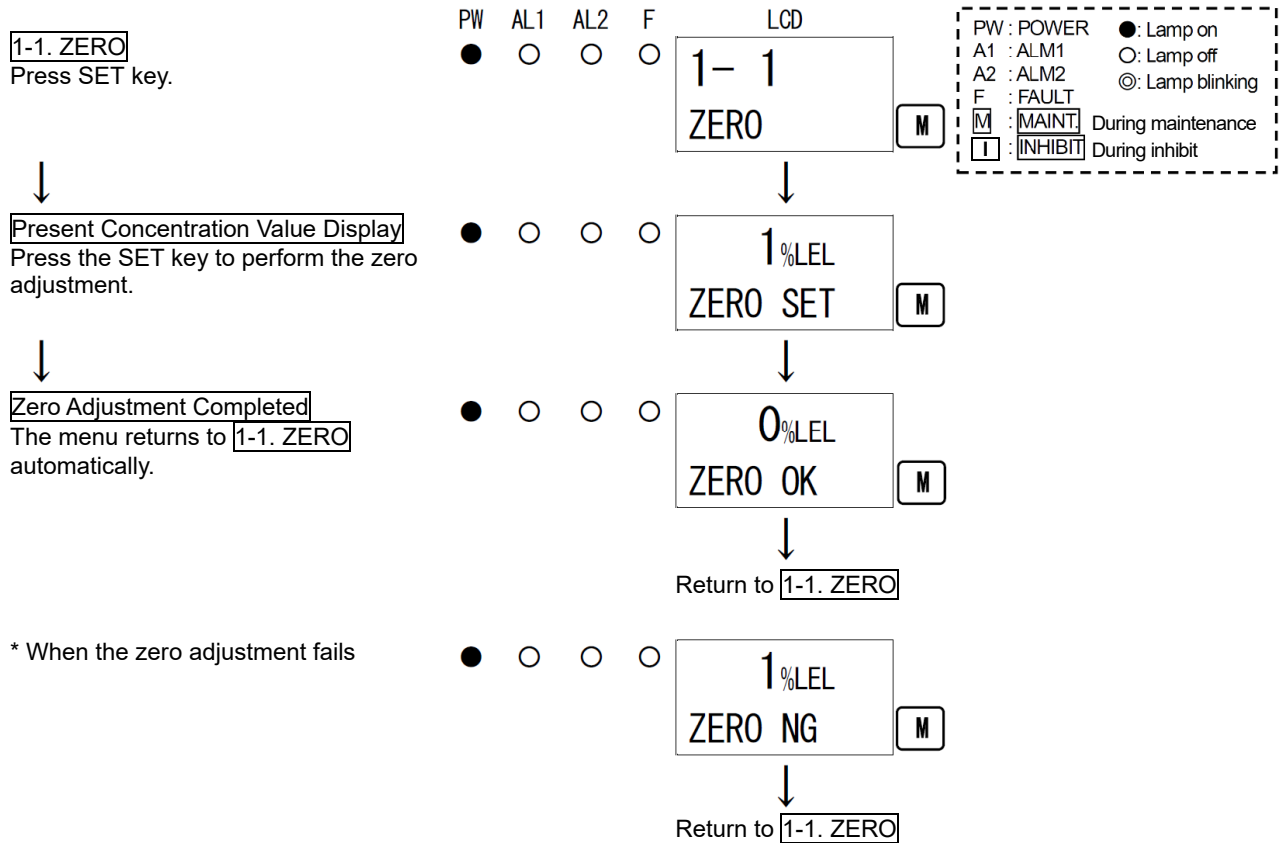 PW AL1 AL2 F LCD
1-1. ZERO
Press SET key.
● ○ ○ ○
1- 1
ZERO
M
PW : POWER ●: Lamp on
A1 : ALM1 ○: Lamp off
A2 : ALM2 ◎: Lamp blinking
F : FAULT
M : MAINT. During maintenance
I : INHIBIT During inhibit
↓ ↓
Present Concentration Value Display
Press the SET key to perform the zero
adjustment.
● ○ ○ ○
1%LEL
ZERO SET
M
↓ ↓
Zero Adjustment Completed
The menu returns to 1-1. ZERO
automatically.
● ○ ○ ○
0%LEL
ZERO OK
M
↓
Return to 1-1. ZERO
* When the zero adjustment fails
● ○ ○ ○
1%LEL
ZERO NG
M
↓
Return to 1-1. ZERO